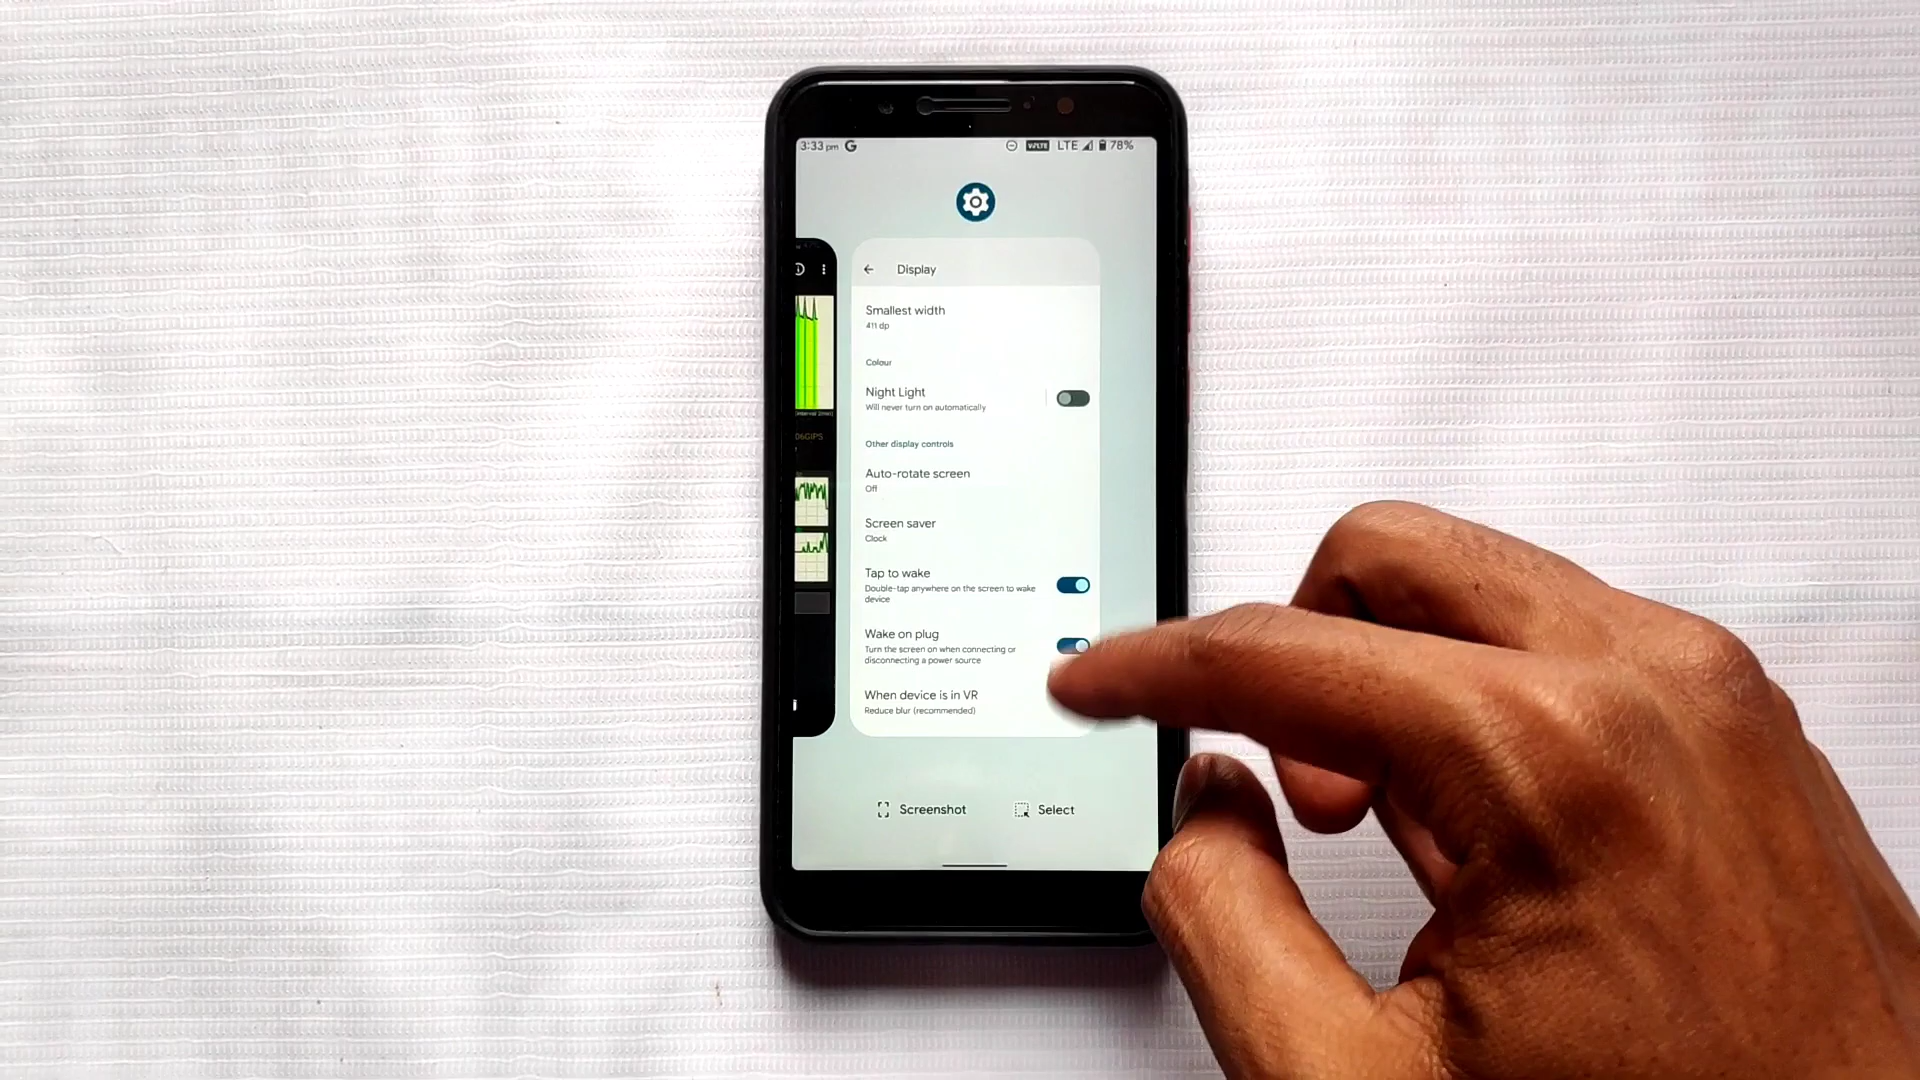 3:33 pm G VoLTE LTE 78%
Display
Smallest width
411 dp
Colour
Night Light
Will never turn on automatically
Other display controls
06GIPS
Auto-rotate screen
Off
Screen saver
Clock
Tap to wake
Double-tap anywhere on the screen to wake
device
Wake on plug
Turn the screen on when connecting or
disconnecting a power source
When device is in VR
Reduce blur (recommended)
Screenshot Select